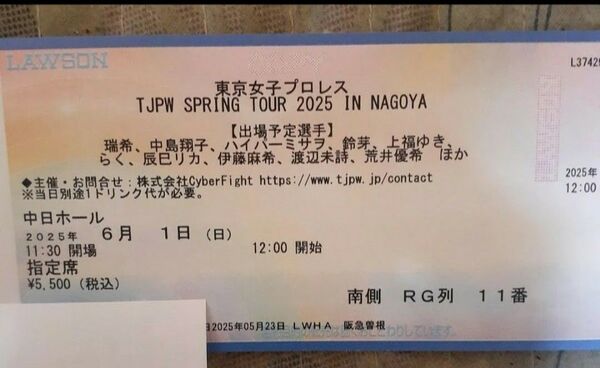 LAWSON
L3742
東京女子プロレス
TJPW SPRING TOUR 2025 IN NAGOYA
【出場予定選手】
瑞希、中島翔子、ハイパーミサヲ、鈴芽、上福ゆき、
らく、辰巳リカ、伊藤麻希、渡辺未詩、荒井優希 ほか
◆主催・お問合せ：株式会社CyberFight https://www.tjpw.jp/contact
※当日別途1ドリンク代が必要。
2025年
12:00
中日ホール
2025年 6月 1日（日）
11:30 開場 12:00 開始
指定席
¥5,500（税込）
南側 RG列 11番
2025年05月23日 LWHA 阪急曽根